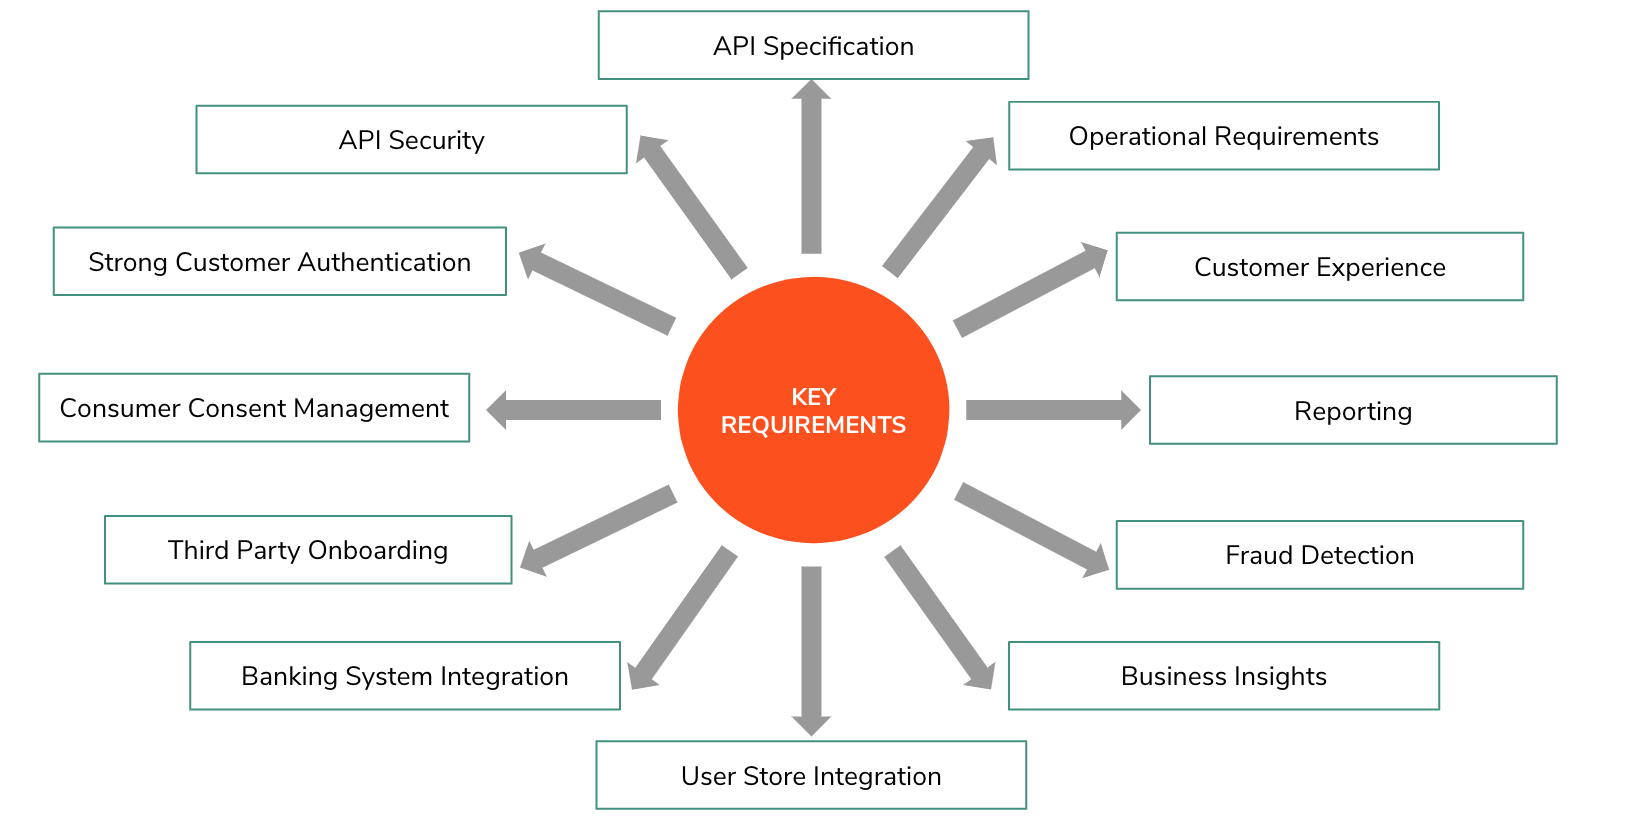 API Specification
API Security
Operational Requirements
Strong Customer Authentication
Customer Experience
KEY
REQUIREMENTS
Consumer Consent Management
Reporting
Third Party Onboarding
Fraud Detection
Banking System Integration
Business Insights
User Store Integration